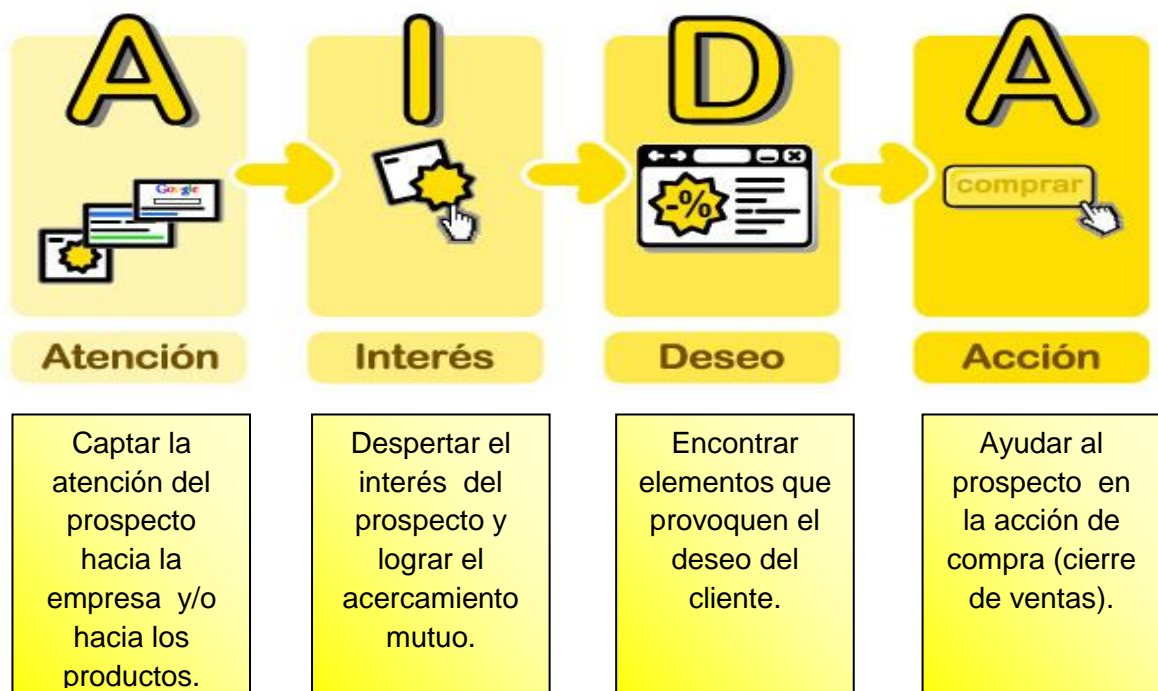 A I D A
Google
-%
comprar
Atención
Interés
Deseo
Acción
Captar la
atención del
prospecto
hacia la
empresa y/o
hacia los
productos.
Despertar el
interés del
prospecto y
lograr el
acercamiento
mutuo.
Encontrar
elementos que
provoquen el
deseo del
cliente.
Ayudar al
prospecto en
la acción de
compra (cierre
de ventas).